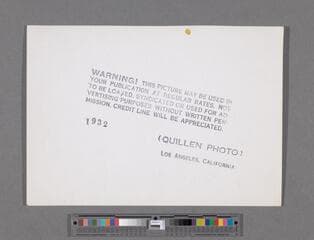 WARNING! THIS PICTURE MAY BE USED IN
YOUR PUBLICATION AT REGULAR RATES, NOT
TO BE LOANED, SYNDICATED OR USED FOR AD-
VERTISING PURPOSES WITHOUT WRITTEN PER-
MISSION. CREDIT LINE WILL BE APPRECIATED.
1932
(QUILLEN PHOTO)
LOS ANGELES, CALIFORNIA